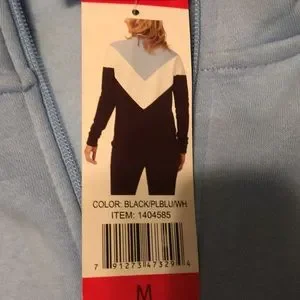 COLOR: BLACK/PLBLU/WH
ITEM: 1404585
7 91273 47329 4
M